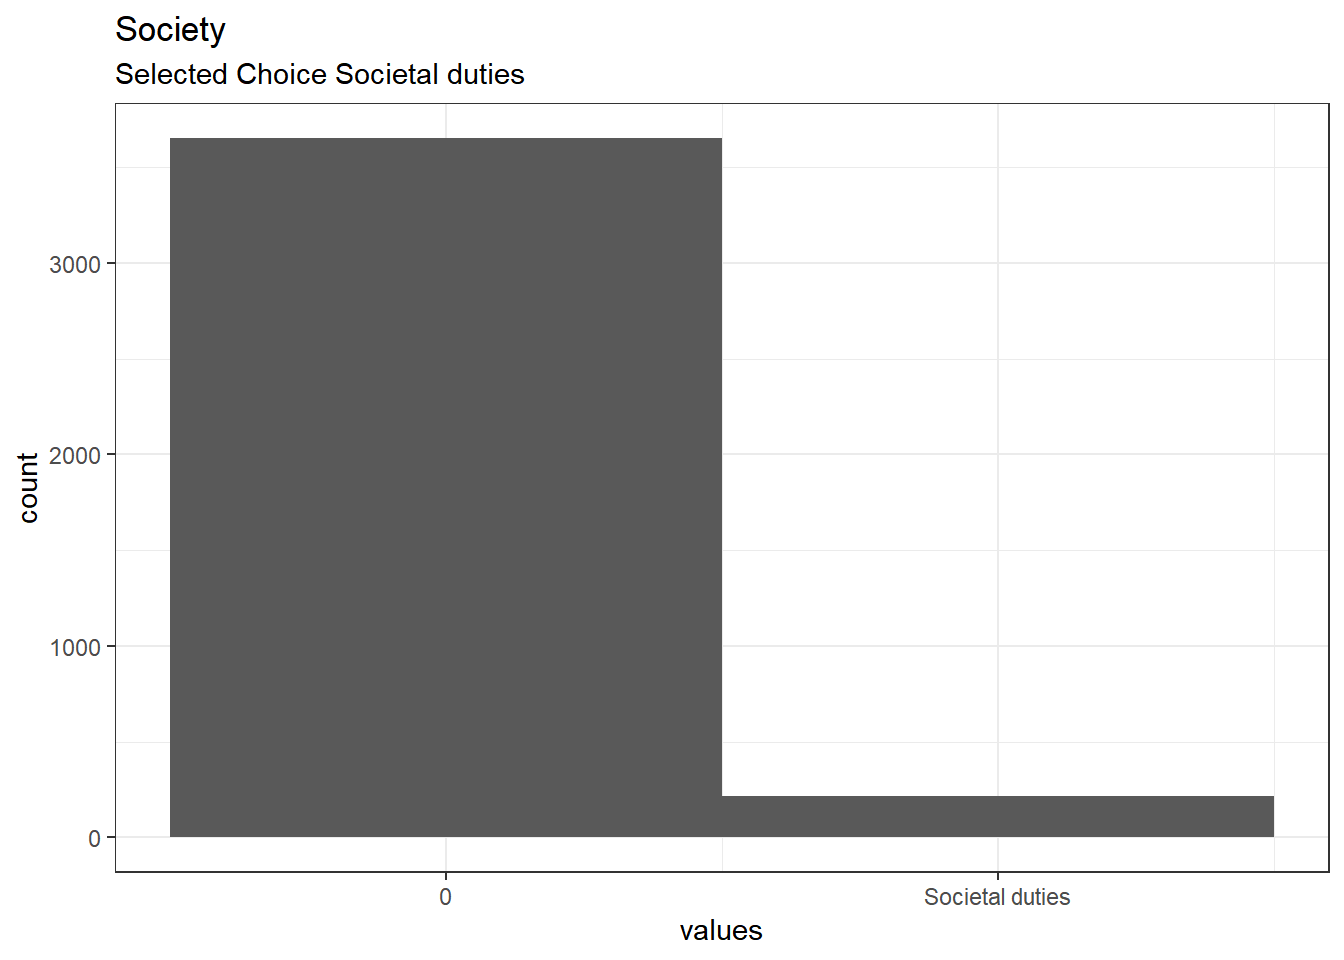 Society
Selected Choice Societal duties
count
3000
2000
1000
0
0
Societal duties
values